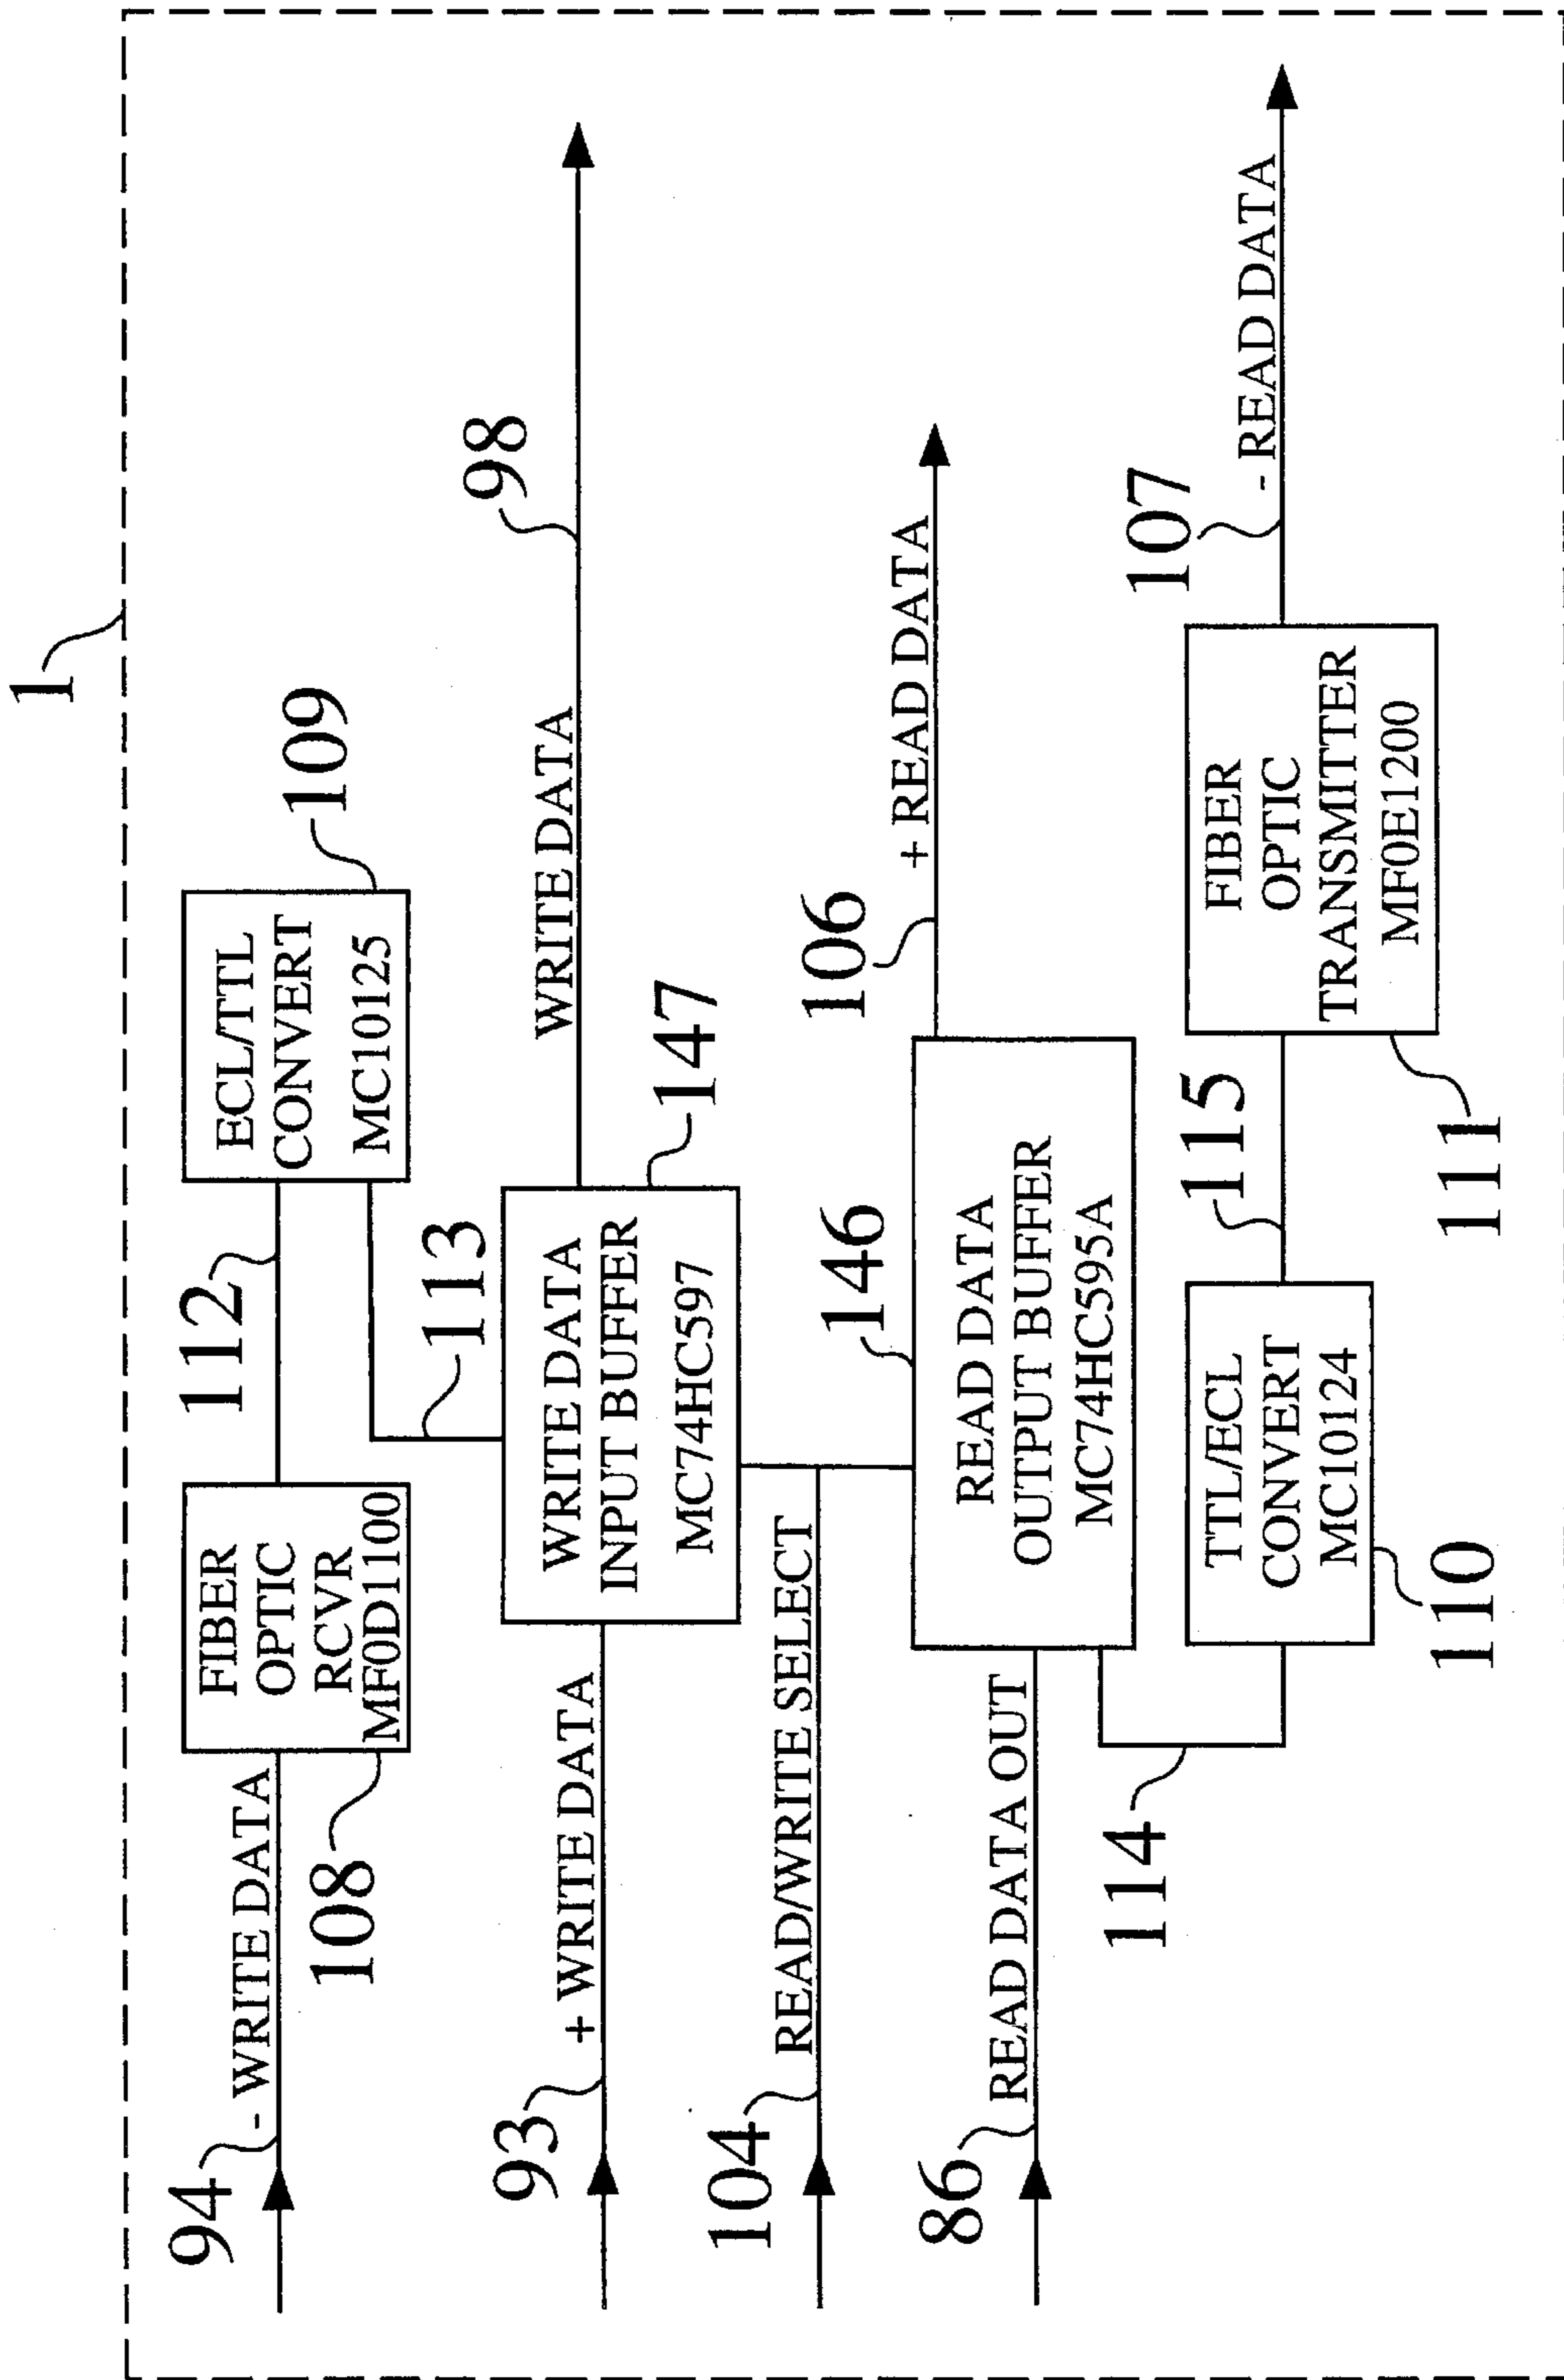 1
94
- WRITE DATA
108
FIBER
OPTIC
RCVR
MF0D1100
112
ECL/TTL
CONVERT
MC10125
109
113
93
+ WRITE DATA
WRITE DATA
INPUT BUFFER
MC74HC597
147
WRITE DATA
98
104
READ/WRITE SELECT
146
86
READ DATA OUT
READ DATA
OUTPUT BUFFER
MC74HC595A
106
+ READ DATA
114
TTL/ECL
CONVERT
MC10124
110
115
FIBER
OPTIC
TRANSMITTER
MF0E1200
111
107
- READ DATA